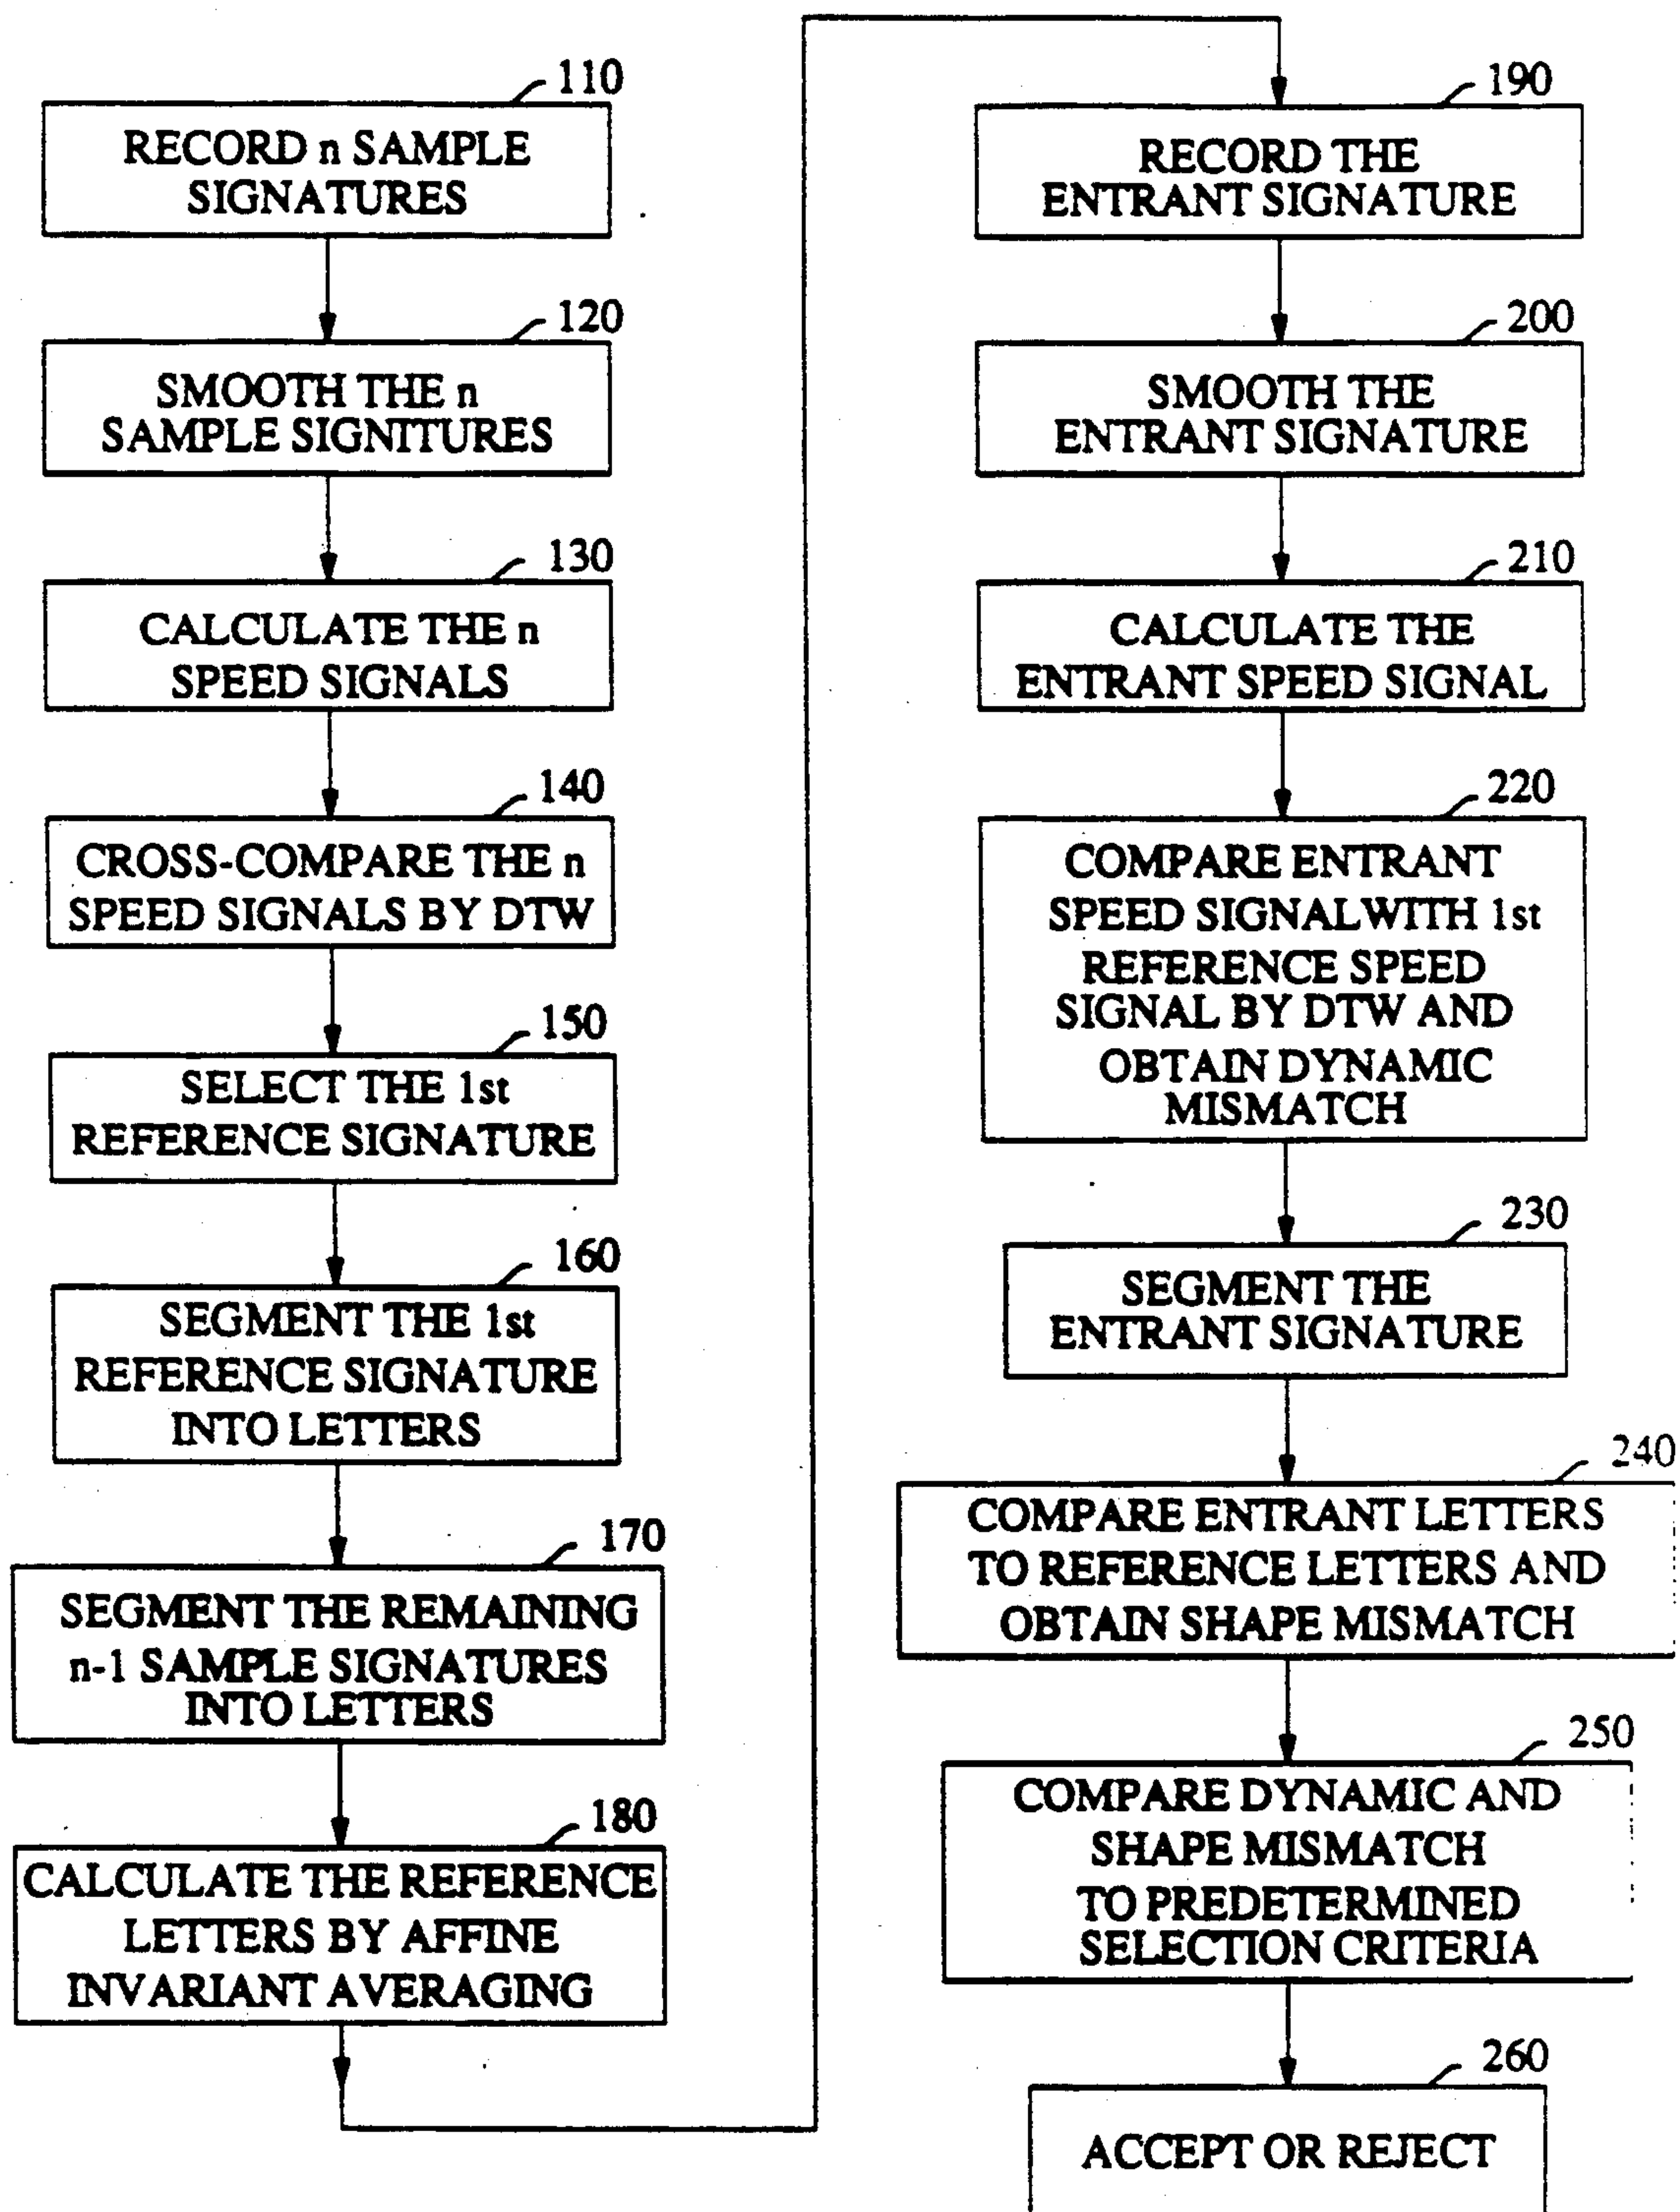 110
RECORD n SAMPLE
SIGNATURES
120
SMOOTH THE n
SAMPLE SIGNITURES
130
CALCULATE THE n
SPEED SIGNALS
140
CROSS-COMPARE THE n
SPEED SIGNALS BY DTW
150
SELECT THE 1st
REFERENCE SIGNATURE
160
SEGMENT THE 1st
REFERENCE SIGNATURE
INTO LETTERS
170
SEGMENT THE REMAINING
n-1 SAMPLE SIGNATURES
INTO LETTERS
180
CALCULATE THE REFERENCE
LETTERS BY AFFINE
INVARIANT AVERAGING
190
RECORD THE
ENTRANT SIGNATURE
200
SMOOTH THE
ENTRANT SIGNATURE
210
CALCULATE THE
ENTRANT SPEED SIGNAL
220
COMPARE ENTRANT
SPEED SIGNALWITH 1st
REFERENCE SPEED
SIGNAL BY DTW AND
OBTAIN DYNAMIC
MISMATCH
230
SEGMENT THE
ENTRANT SIGNATURE
240
COMPARE ENTRANT LETTERS
TO REFERENCE LETTERS AND
OBTAIN SHAPE MISMATCH
250
COMPARE DYNAMIC AND
SHAPE MISMATCH
TO PREDETERMINED
SELECTION CRITERIA
260
ACCEPT OR REJECT